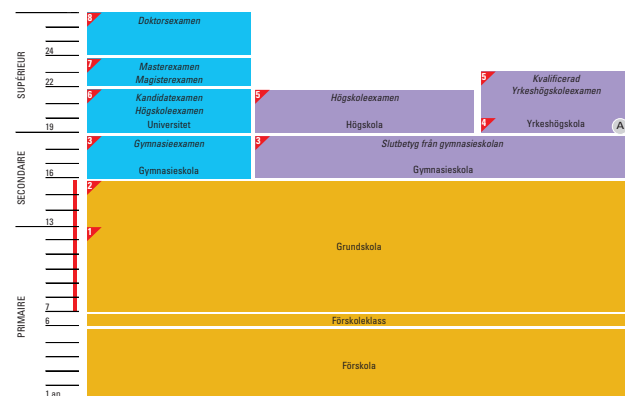 SUPÉRIEUR
SECONDAIRE
PRIMAIRE
24
22
19
16
13
7
6
1 an
8
Doktorsexamen
7
Masterexamen
Magisterexamen
6
Kandidatexamen
Högskoleexamen
Universitet
5
Högskoleexamen
Högskola
5
Kvalificerad
Yrkeshögskoleexamen
4
Yrkeshögskola
A
3
Gymnasieexamen
Gymnasieskola
3
Slutbetyg från gymnasieskolan
Gymnasieskola
2
1
Grundskola
Förskoleklass
Förskola